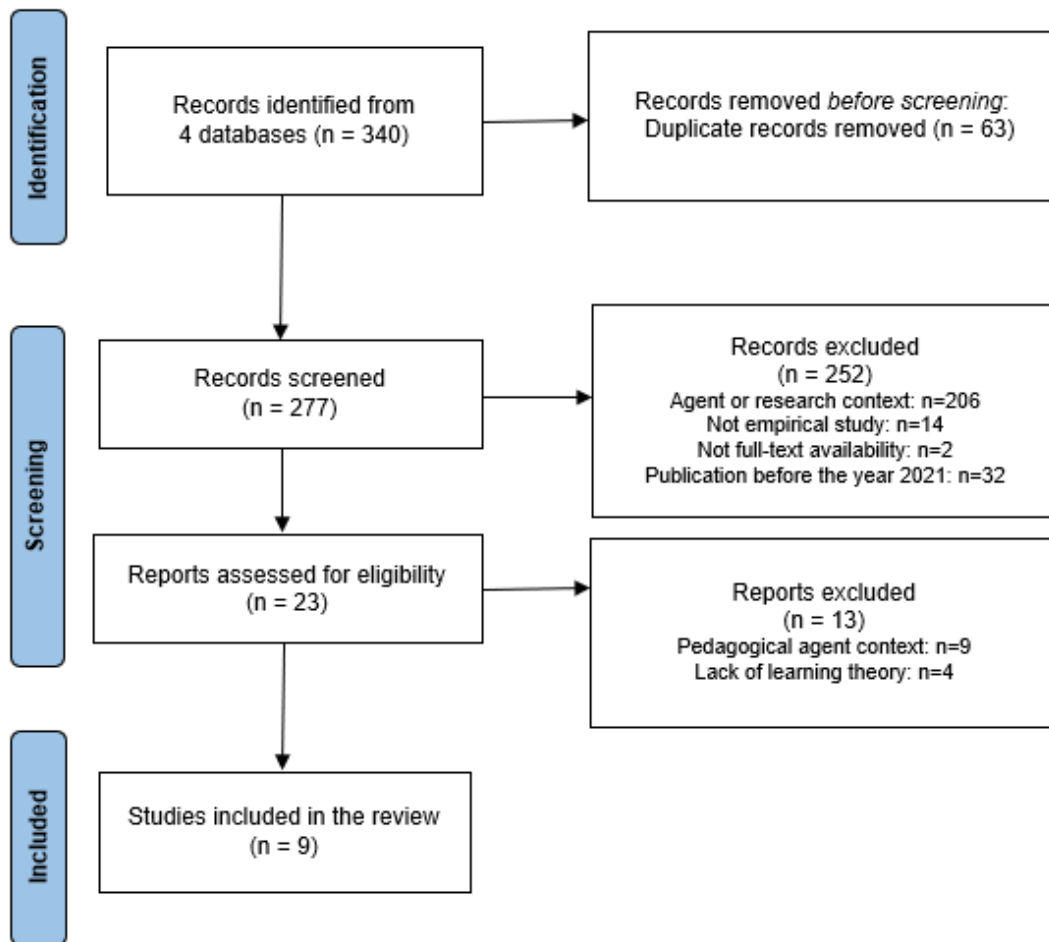 Identification
Records identified from
4 databases (n = 340)
Records removed before screening:
Duplicate records removed (n = 63)
Screening
Records screened
(n = 277)
Records excluded
(n = 252)
Agent or research context: n=206
Not empirical study: n=14
Not full-text availability: n=2
Publication before the year 2021: n=32
Reports assessed for eligibility
(n = 23)
Reports excluded
(n = 13)
Pedagogical agent context: n=9
Lack of learning theory: n=4
Included
Studies included in the review
(n = 9)